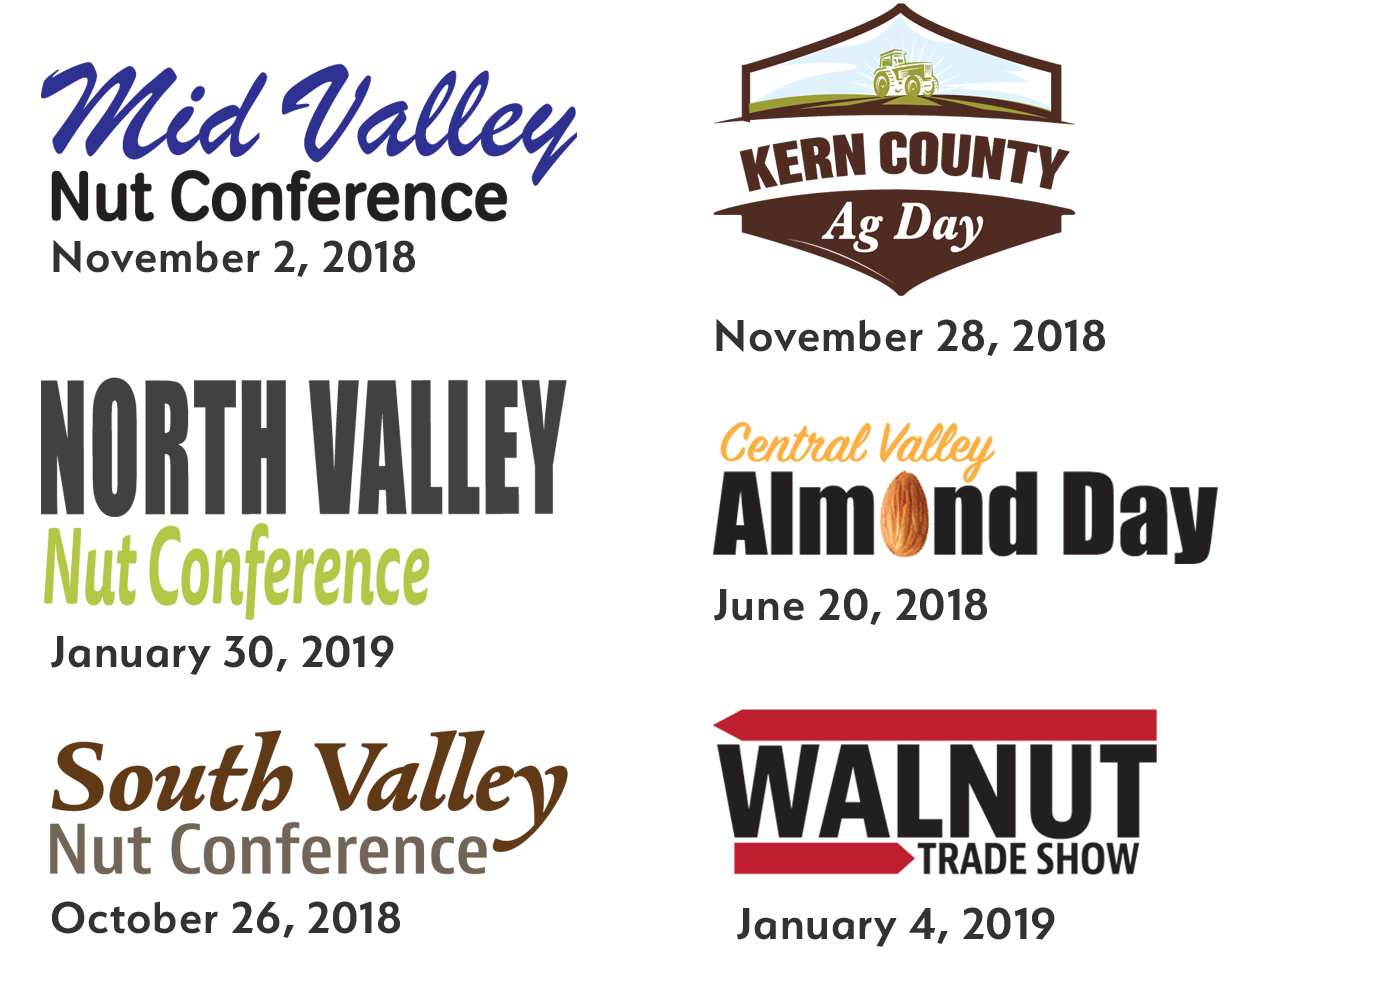 Mid Valley
Nut Conference
November 2, 2018
KERN COUNTY
Ag Day
November 28, 2018
NORTH VALLEY
Nut Conference
January 30, 2019
Central Valley
Almond Day
June 20, 2018
South Valley
Nut Conference
October 26, 2018
WALNUT
TRADE SHOW
January 4, 2019